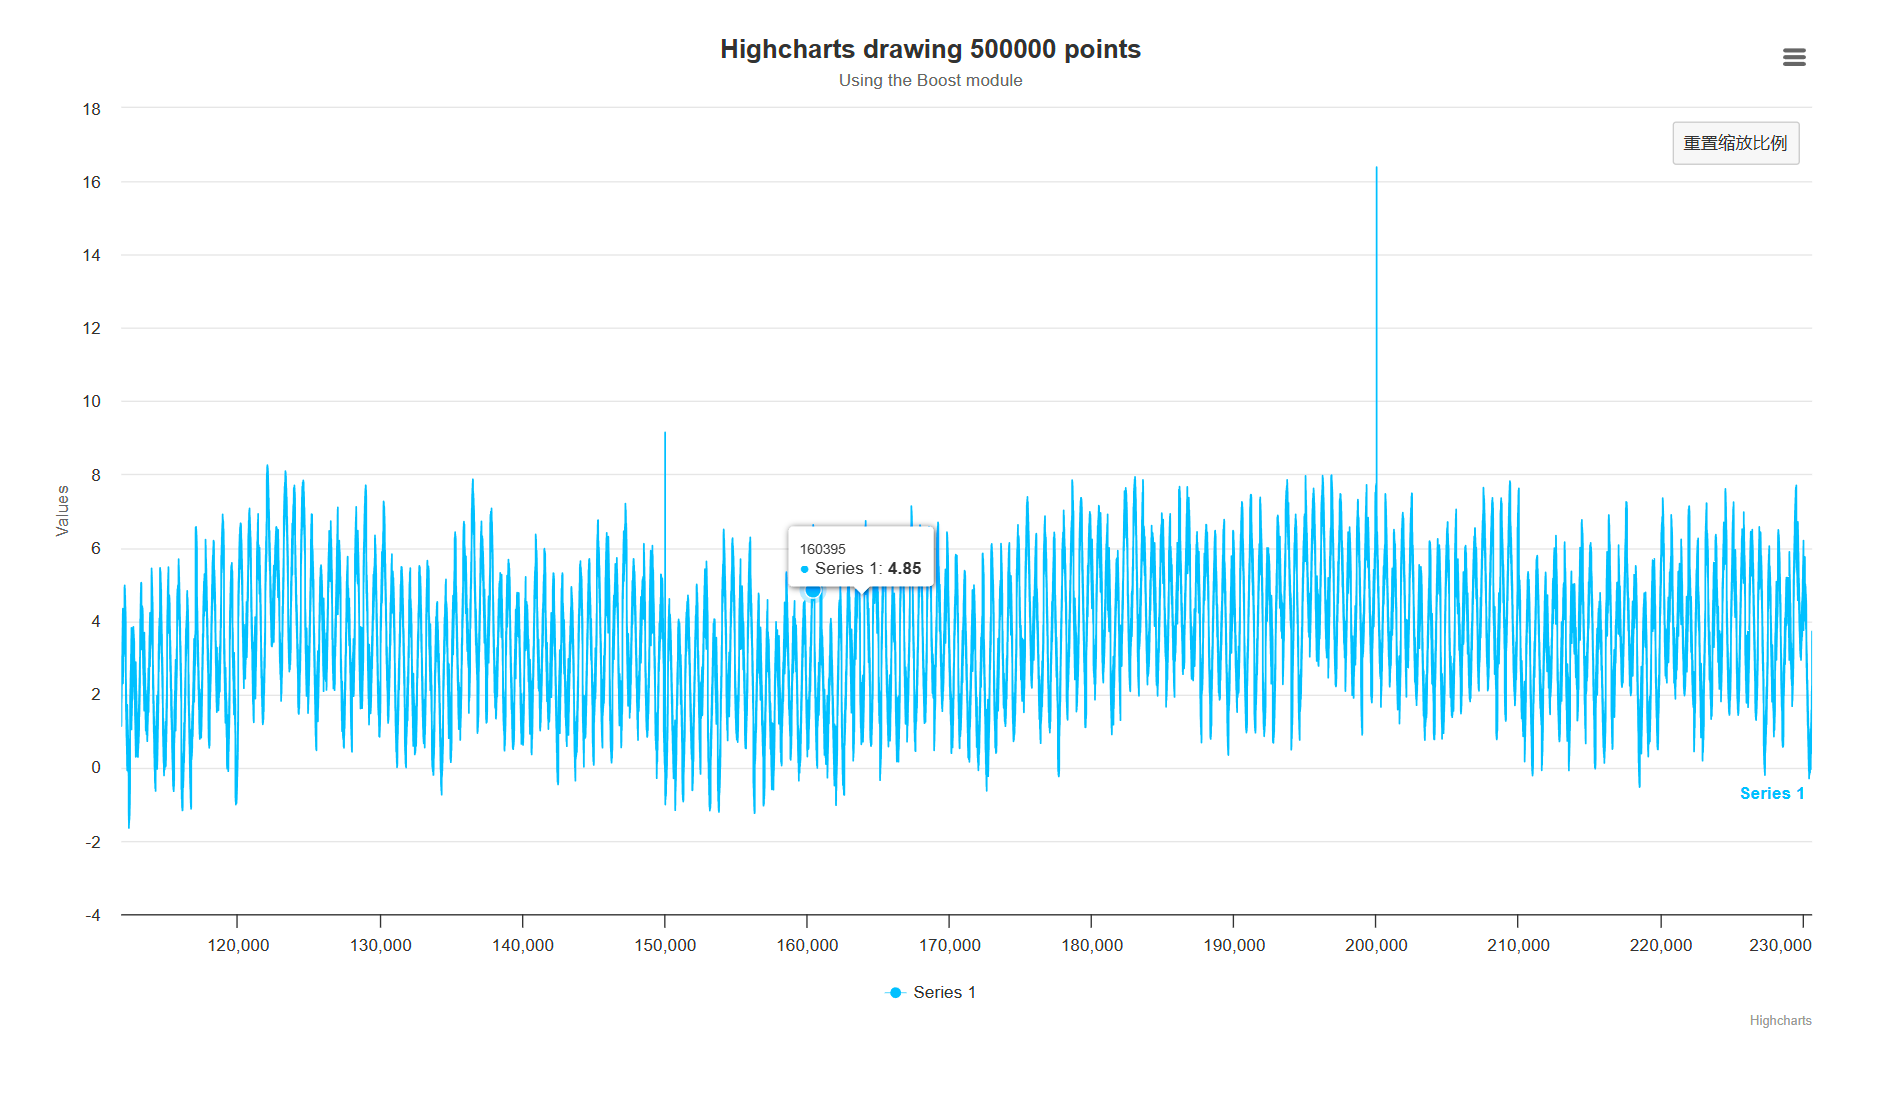 Highcharts drawing 500000 points
Using the Boost module
重置缩放比例
Values
18
16
14
12
10
8
6
4
2
0
-2
-4
160395
Series 1: 4.85
Series 1
120,000 130,000 140,000 150,000 160,000 170,000 180,000 190,000 200,000 210,000 220,000 230,000
Series 1
Highcharts